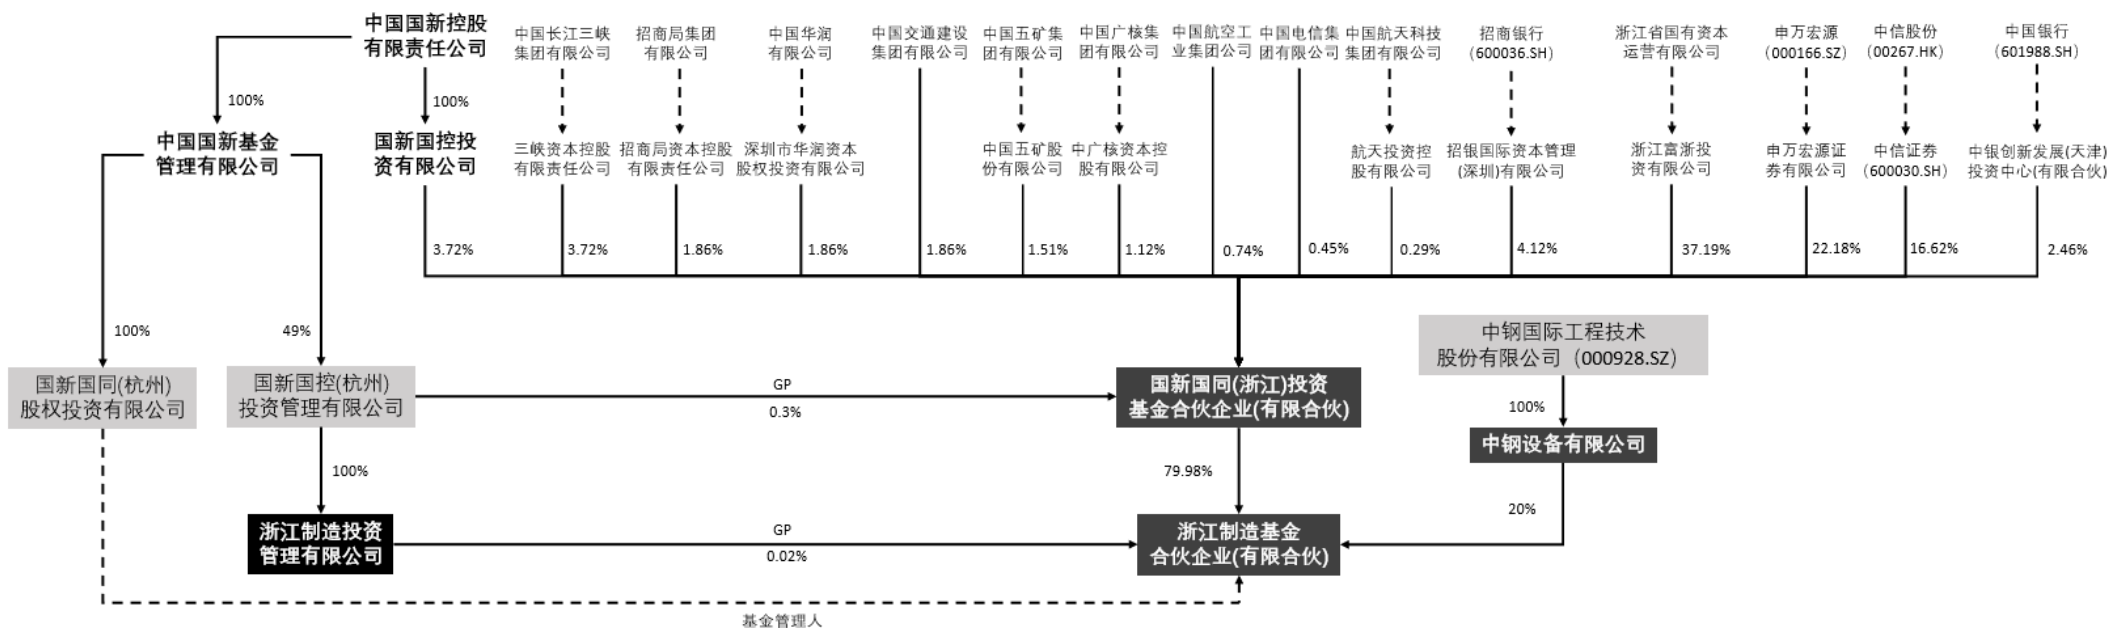 中国国新控股
有限责任公司
中国长江三峡
集团有限公司
招商局集团
有限公司
中国华润
有限公司
中国交通建设
集团有限公司
中国五矿集
团有限公司
中国广核集
团有限公司
中国航空工
业集团公司
中国电信集
团有限公司
中国航天科技
集团有限公司
招商银行
(600036.SH)
浙江省国有资本
运营有限公司
申万宏源
(000166.SZ)
中信股份
(00267.HK)
中国银行
(601988.SH)
100%
100%
中国国新基金
管理有限公司
国新国控投
资有限公司
三峡资本控股
有限责任公司
招商局资本控股
有限责任公司
深圳市华润资本
股权投资有限公司
中国五矿股
份有限公司
中广核资本控
股有限公司
航天投资控
股有限公司
招银国际资本管理
(深圳)有限公司
浙江富浙投
资有限公司
申万宏源证
券有限公司
中信证券
(600030.SH)
中银创新发展(天津)
投资中心(有限合伙)
3.72%
3.72%
1.86%
1.86%
1.86%
1.51%
1.12%
0.74%
0.45%
0.29%
4.12%
37.19%
22.18%
16.62%
2.46%
100%
49%
中钢国际工程技术
股份有限公司（000928.SZ）
国新国同(杭州)
股权投资有限公司
国新国控(杭州)
投资管理有限公司
GP
0.3%
国新国同(浙江)投资
基金合伙企业(有限合伙)
100%
中钢设备有限公司
100%
79.98%
20%
浙江制造投资
管理有限公司
GP
0.02%
浙江制造基金
合伙企业(有限合伙)
基金管理人